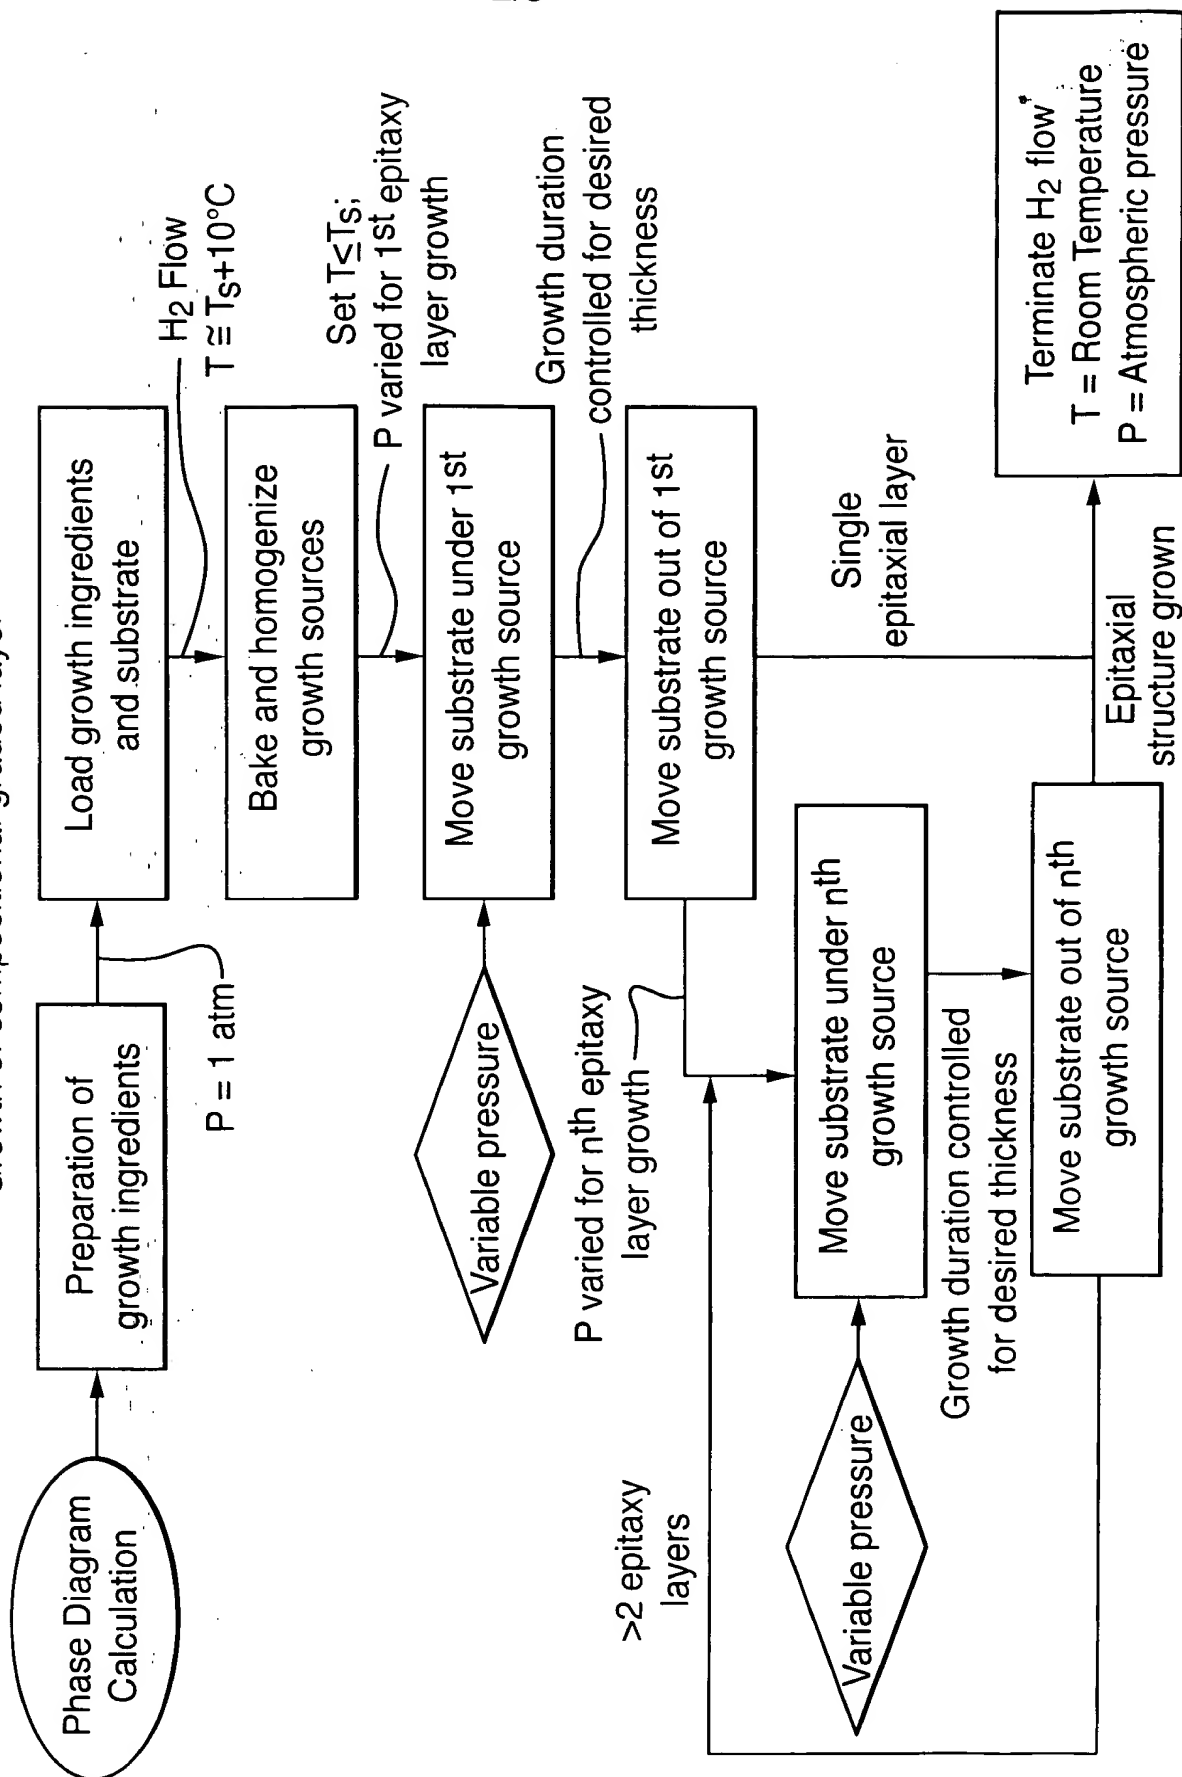 Growth of compositional graded layer
Phase Diagram
Calculation
Preparation of
growth ingredients
P = 1 atm
Load growth ingredients
and substrate
H2 Flow
T ≅ TS+10°C
Bake and homogenize
growth sources
Set T≤TS;
P varied for 1st epitaxy
layer growth
Variable pressure
Move substrate under 1st
growth source
Growth duration
controlled for desired
thickness
Move substrate out of 1st
growth source
P varied for nth epitaxy
layer growth
Single
epitaxial layer
>2 epitaxy
layers
Variable pressure
Move substrate under nth
growth source
Growth duration controlled
for desired thickness
Move substrate out of nth
growth source
Epitaxial
structure grown
Terminate H2 flow
T = Room Temperature
P = Atmospheric pressure